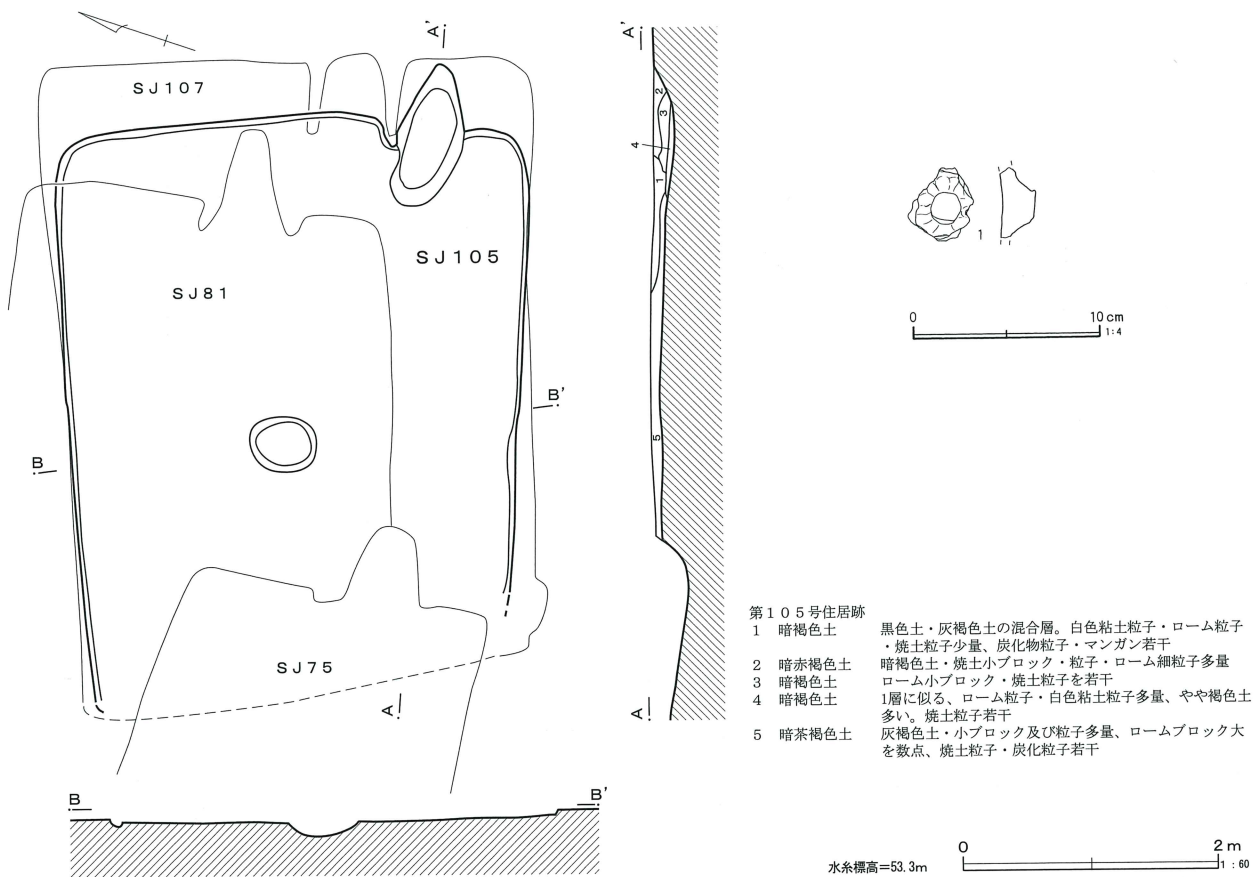 SJ107
A'
A'
2
3
4
1
SJ105
SJ81
1
0 10cm
1:4
B'
B
5
SJ75
A
A
第105号住居跡
1 暗褐色土 黒色土・灰褐色土の混合層。白色粘土粒子・ローム粒子
・焼土粒子少量、炭化物粒子・マンガン若干
2 暗赤褐色土 暗褐色土・焼土小ブロック・粒子・ローム細粒子多量
3 暗褐色土 ローム小ブロック・焼土粒子を若干
4 暗褐色土 1層に似る、ローム粒子・白色粘土粒子多量、やや褐色土
多い。焼土粒子若干
5 暗茶褐色土 灰褐色土・小ブロック及び粒子多量、ロームブロック大
を数点、焼土粒子・炭化粒子若干
B
B'
水糸標高=53.3m
0 2m
1:60